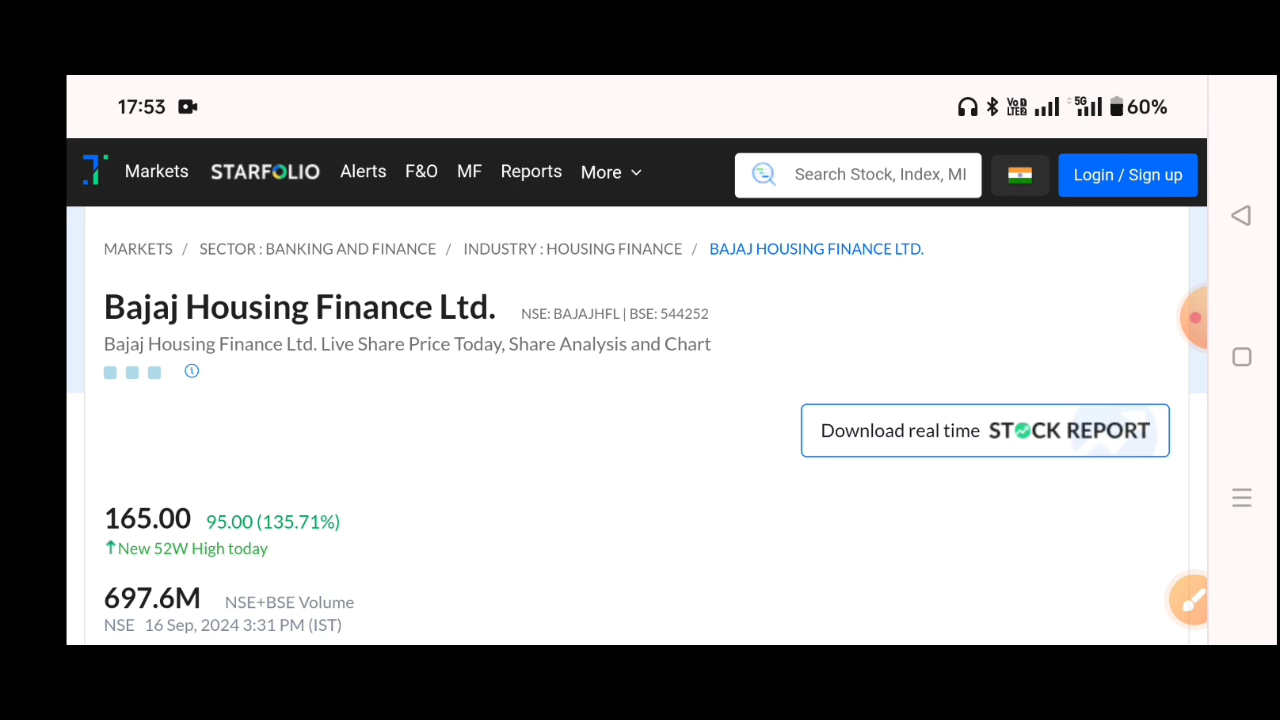 17:53 VoD LTE2 5G 60%
Markets STARFOLIO Alerts F&O MF Reports More Search Stock, Index, MI Login / Sign up
MARKETS / SECTOR : BANKING AND FINANCE / INDUSTRY : HOUSING FINANCE / BAJAJ HOUSING FINANCE LTD.
Bajaj Housing Finance Ltd. NSE: BAJAJHFL | BSE: 544252
Bajaj Housing Finance Ltd. Live Share Price Today, Share Analysis and Chart
Download real time STOCK REPORT
165.00 95.00 (135.71%)
New 52W High today
697.6M NSE+BSE Volume
NSE 16 Sep, 2024 3:31 PM (IST)